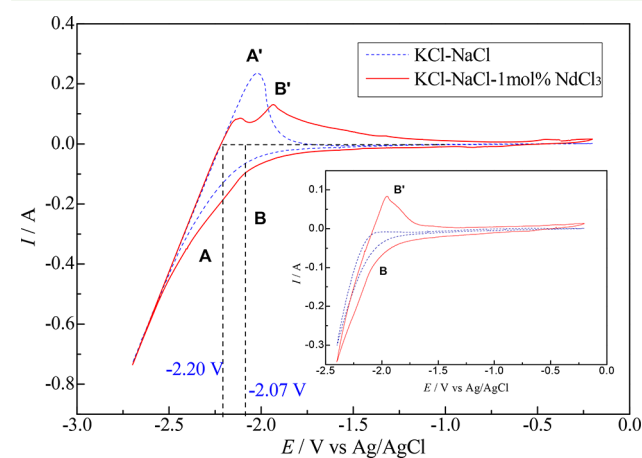 0.4
0.2
0.0
-0.2
-0.4
-0.6
-0.8
I / A
A'
B'
KCl-NaCl
KCl-NaCl-1mol% NdCl₃
A
B
-2.20 V
-2.07 V
-3.0 -2.5 -2.0 -1.5 -1.0 -0.5 0.0
E / V vs Ag/AgCl
0.1
0.0
-0.1
-0.2
-0.3
I / A
B'
B
-2.5 -2.0 -1.5 -1.0 -0.5 0.0
E / V vs Ag/AgCl